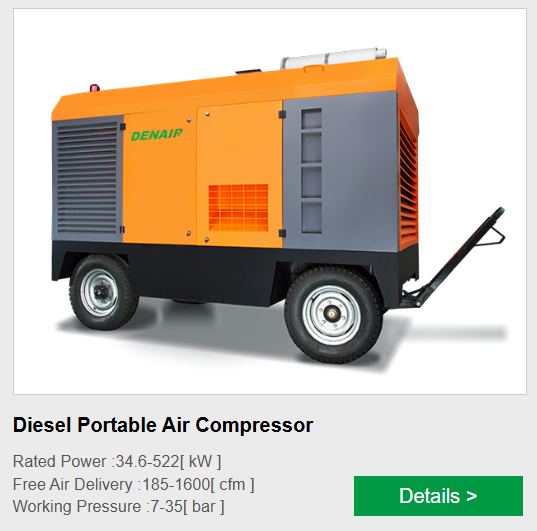 DENAIR
Diesel Portable Air Compressor
Rated Power :34.6-522[ kW ]
Free Air Delivery :185-1600[ cfm ]
Working Pressure :7-35[ bar ]
Details >